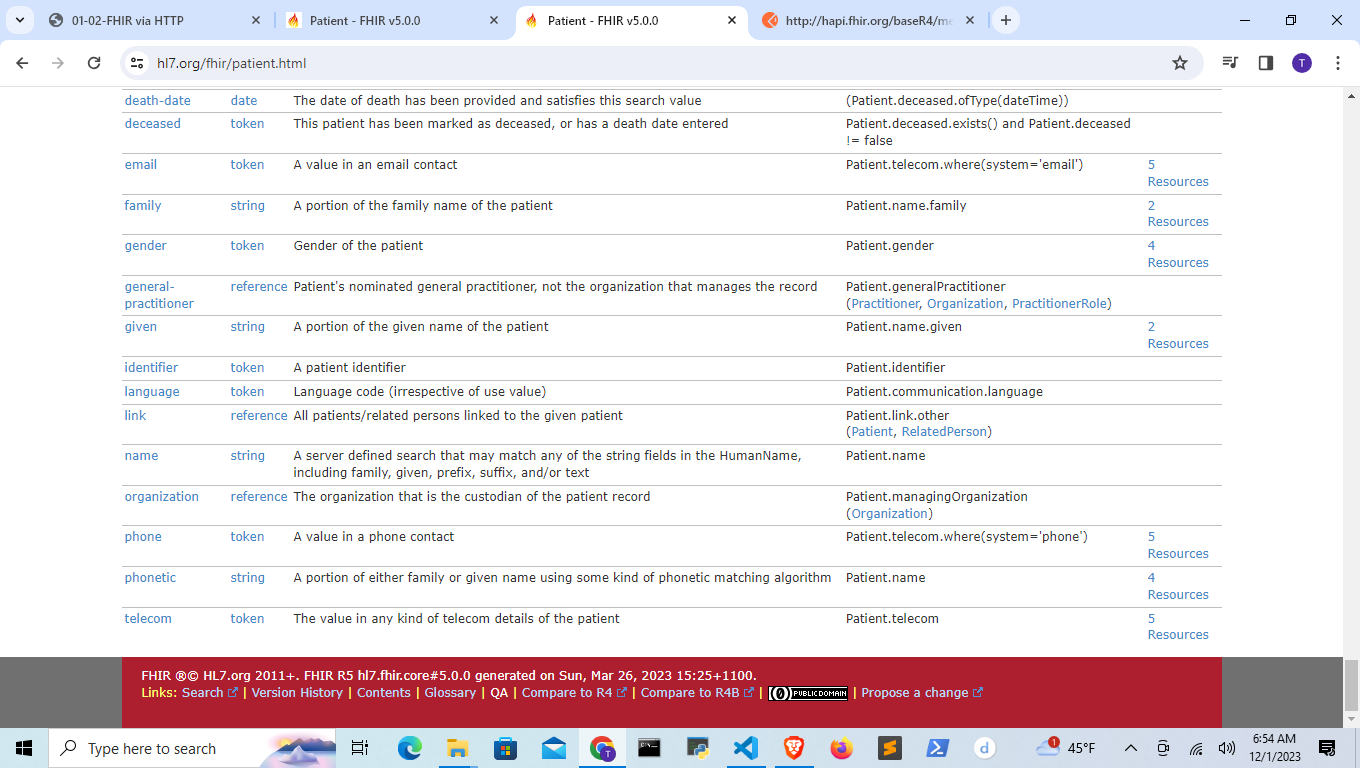 01-02-FHIR via HTTP
Patient - FHIR v5.0.0
Patient - FHIR v5.0.0
http://hapi.fhir.org/baseR4/me
hl7.org/fhir/patient.html
T
death-date date The date of death has been provided and satisfies this search value (Patient.deceased.ofType(dateTime))
deceased token This patient has been marked as deceased, or has a death date entered Patient.deceased.exists() and Patient.deceased
!= false
email token A value in an email contact Patient.telecom.where(system='email') 5
Resources
family string A portion of the family name of the patient Patient.name.family 2
Resources
gender token Gender of the patient Patient.gender 4
Resources
general- reference Patient's nominated general practitioner, not the organization that manages the record Patient.generalPractitioner
practitioner (Practitioner, Organization, PractitionerRole)
given string A portion of the given name of the patient Patient.name.given 2
Resources
identifier token A patient identifier Patient.identifier
language token Language code (irrespective of use value) Patient.communication.language
link reference All patients/related persons linked to the given patient Patient.link.other
(Patient, RelatedPerson)
name string A server defined search that may match any of the string fields in the HumanName, Patient.name
including family, given, prefix, suffix, and/or text
organization reference The organization that is the custodian of the patient record Patient.managingOrganization
(Organization)
phone token A value in a phone contact Patient.telecom.where(system='phone') 5
Resources
phonetic string A portion of either family or given name using some kind of phonetic matching algorithm Patient.name 4
Resources
telecom token The value in any kind of telecom details of the patient Patient.telecom 5
Resources
FHIR ®© HL7.org 2011+. FHIR R5 hl7.fhir.core#5.0.0 generated on Sun, Mar 26, 2023 15:25+1100.
Links: Search | Version History | Contents | Glossary | QA | Compare to R4 | Compare to R4B | PUBLIC DOMAIN | Propose a change
Type here to search
T
d
1
45°F
6:54 AM
12/1/2023